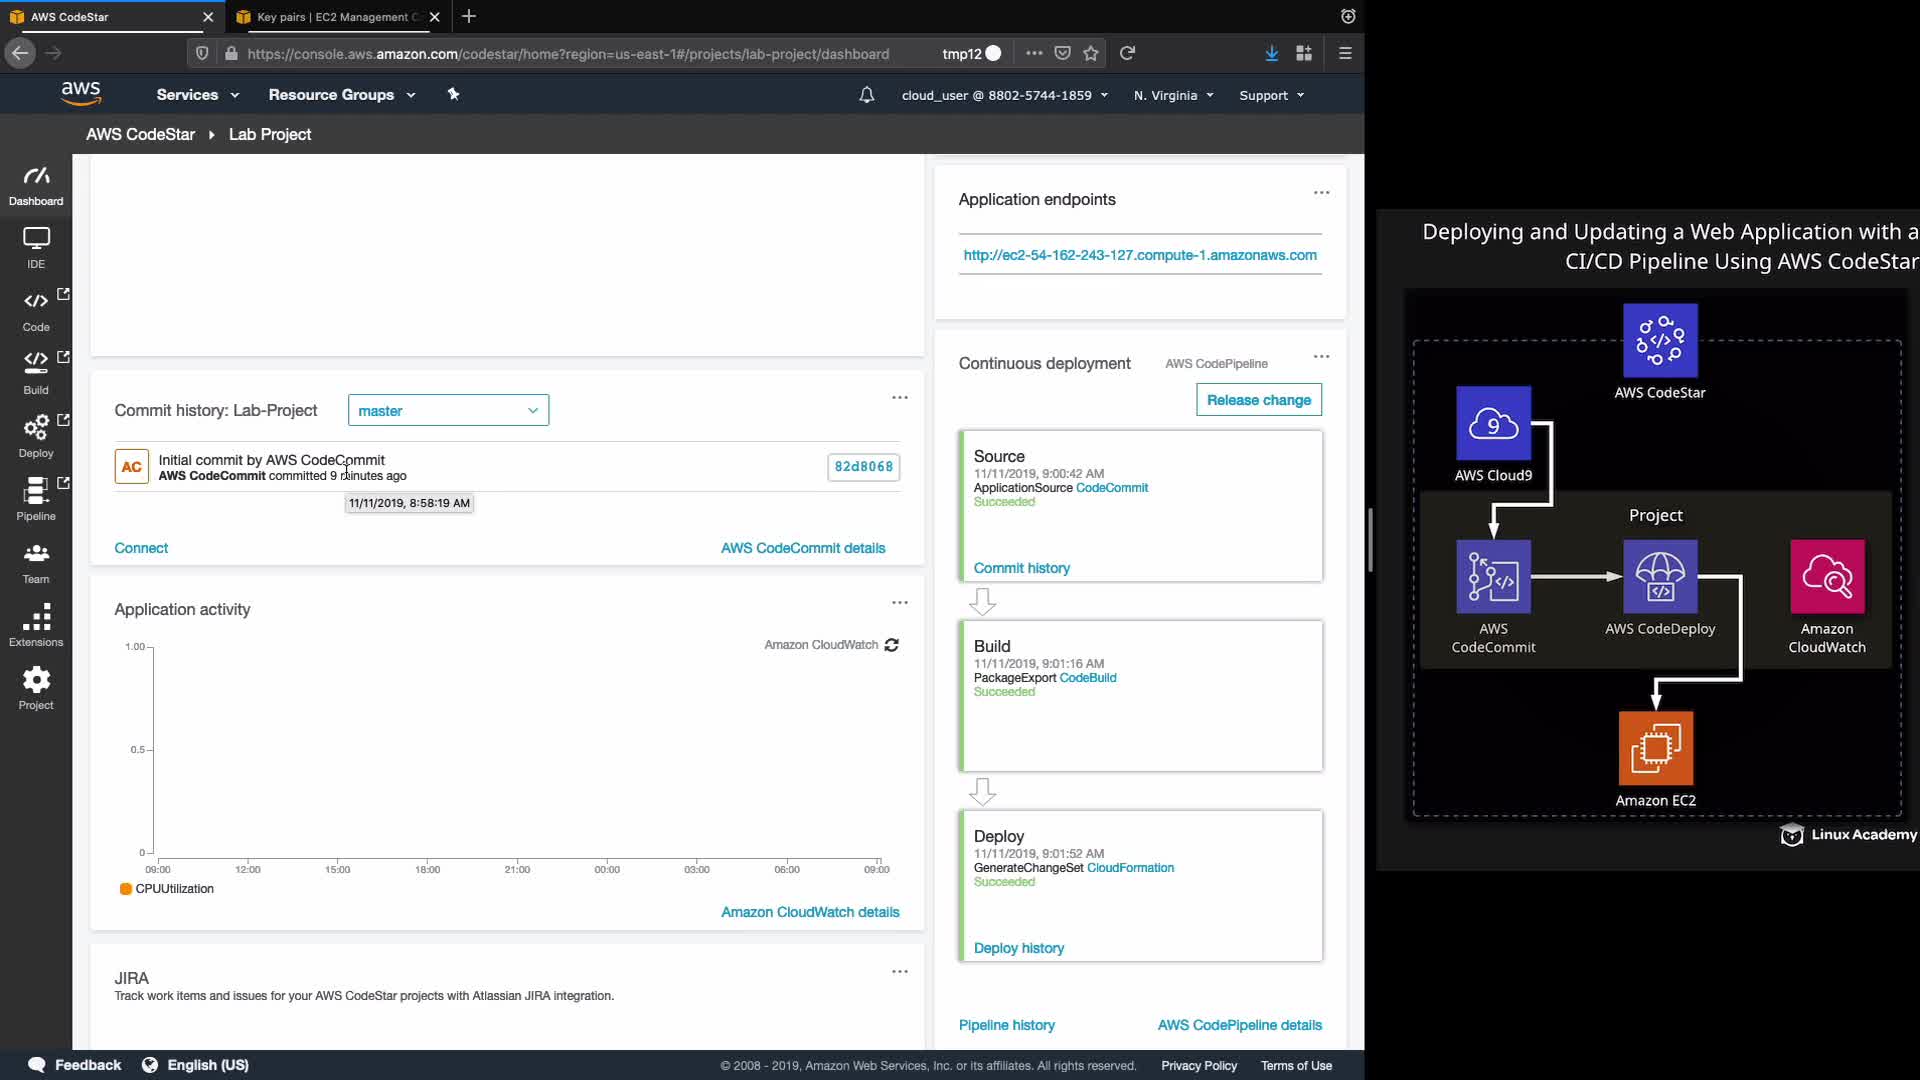 AWS CodeStar
Key pairs | EC2 Management C
https://console.aws.amazon.com/codestar/home?region=us-east-1#/projects/lab-project/dashboard
tmp12
aws
Services
Resource Groups
cloud_user @ 8802-5744-1859
N. Virginia
Support
AWS CodeStar
Lab Project
Dashboard
IDE
Code
Build
Deploy
Pipeline
Team
Extensions
Project
Commit history: Lab-Project
master
AC
Initial commit by AWS CodeCommit
AWS CodeCommit committed 9 minutes ago
82d8068
11/11/2019, 8:58:19 AM
Connect
AWS CodeCommit details
Application activity
Amazon CloudWatch
1.00
0.5
0
09:00
12:00
15:00
18:00
21:00
00:00
03:00
06:00
09:00
CPUUtilization
Amazon CloudWatch details
JIRA
Track work items and issues for your AWS CodeStar projects with Atlassian JIRA integration.
Application endpoints
http://ec2-54-162-243-127.compute-1.amazonaws.com
Continuous deployment
AWS CodePipeline
Release change
Source
11/11/2019, 9:00:42 AM
ApplicationSource CodeCommit
Succeeded
Commit history
Build
11/11/2019, 9:01:16 AM
PackageExport CodeBuild
Succeeded
Deploy
11/11/2019, 9:01:52 AM
GenerateChangeSet CloudFormation
Succeeded
Deploy history
Pipeline history
AWS CodePipeline details
Feedback
English (US)
© 2008 - 2019, Amazon Web Services, Inc. or its affiliates. All rights reserved.
Privacy Policy
Terms of Use
Deploying and Updating a Web Application with a
CI/CD Pipeline Using AWS CodeStar
AWS CodeStar
9
AWS Cloud9
Project
AWS
CodeCommit
AWS CodeDeploy
Amazon
CloudWatch
Amazon EC2
Linux Academy